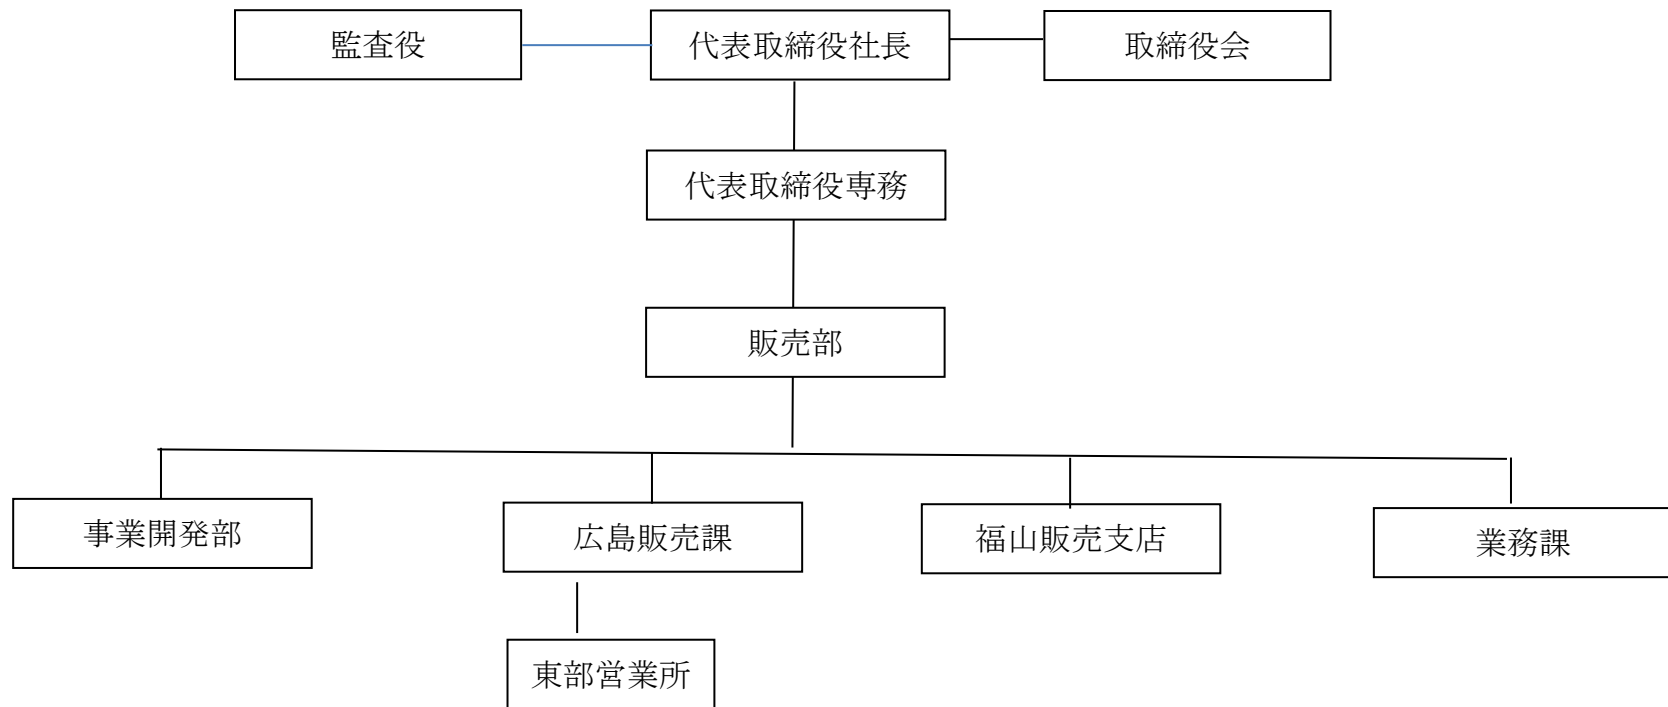 監査役
代表取締役社長
取締役会
代表取締役専務
販売部
事業開発部
広島販売課
福山販売支店
業務課
東部営業所